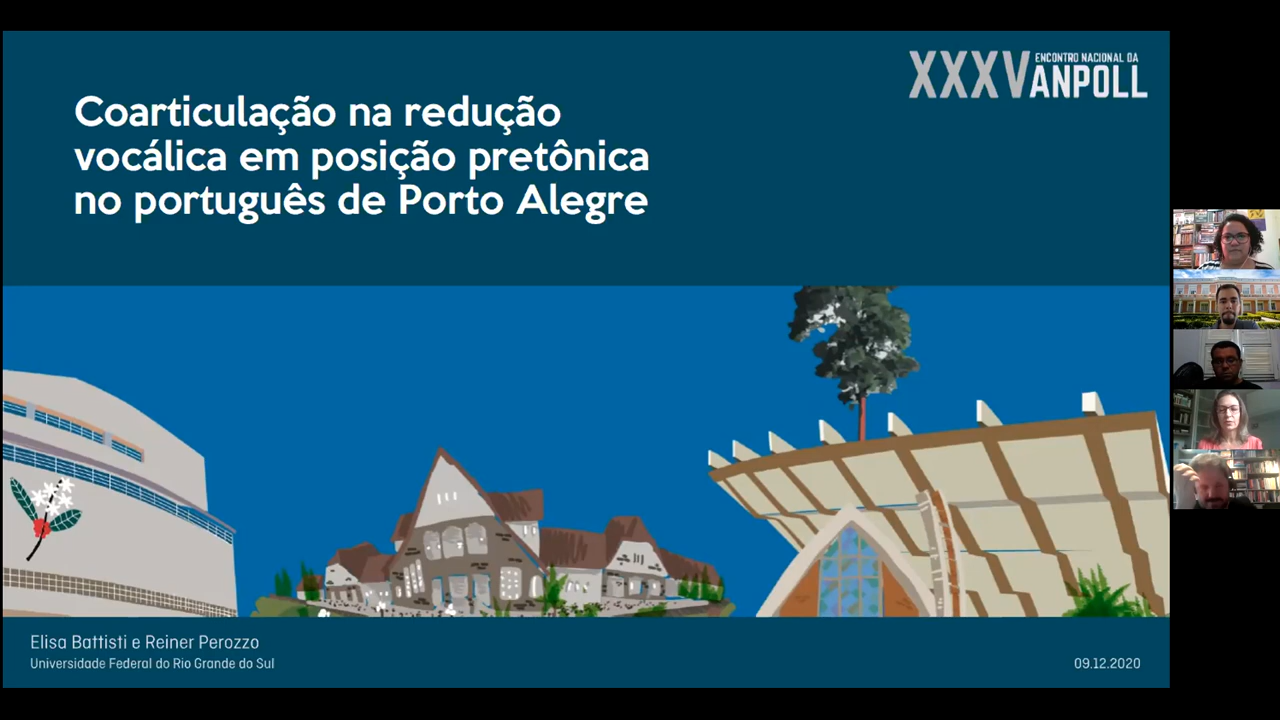 XXXV ENCONTRO NACIONAL DA
ANPOLL
Coarticulação na redução
vocálica em posição pretônica
no português de Porto Alegre
Elisa Battisti e Reiner Perozzo
Universidade Federal do Rio Grande do Sul
09.12.2020